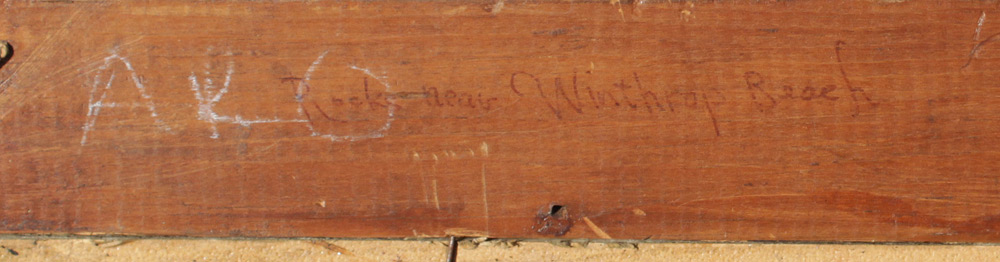 Rocks near Winthrop Beach